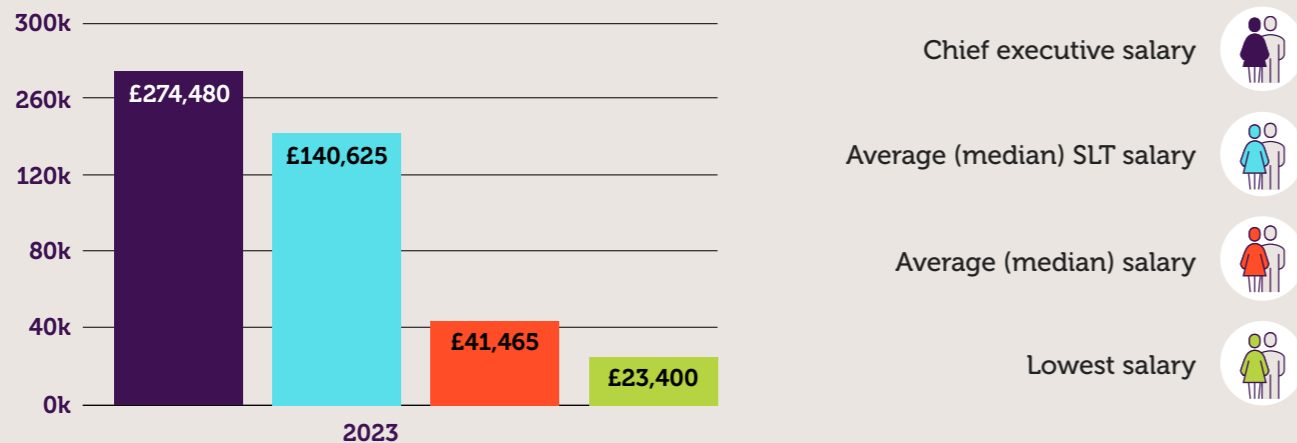 300k
260k
120k
80k
40k
0k
£274,480
£140,625
£41,465
£23,400
2023
Chief executive salary
Average (median) SLT salary
Average (median) salary
Lowest salary